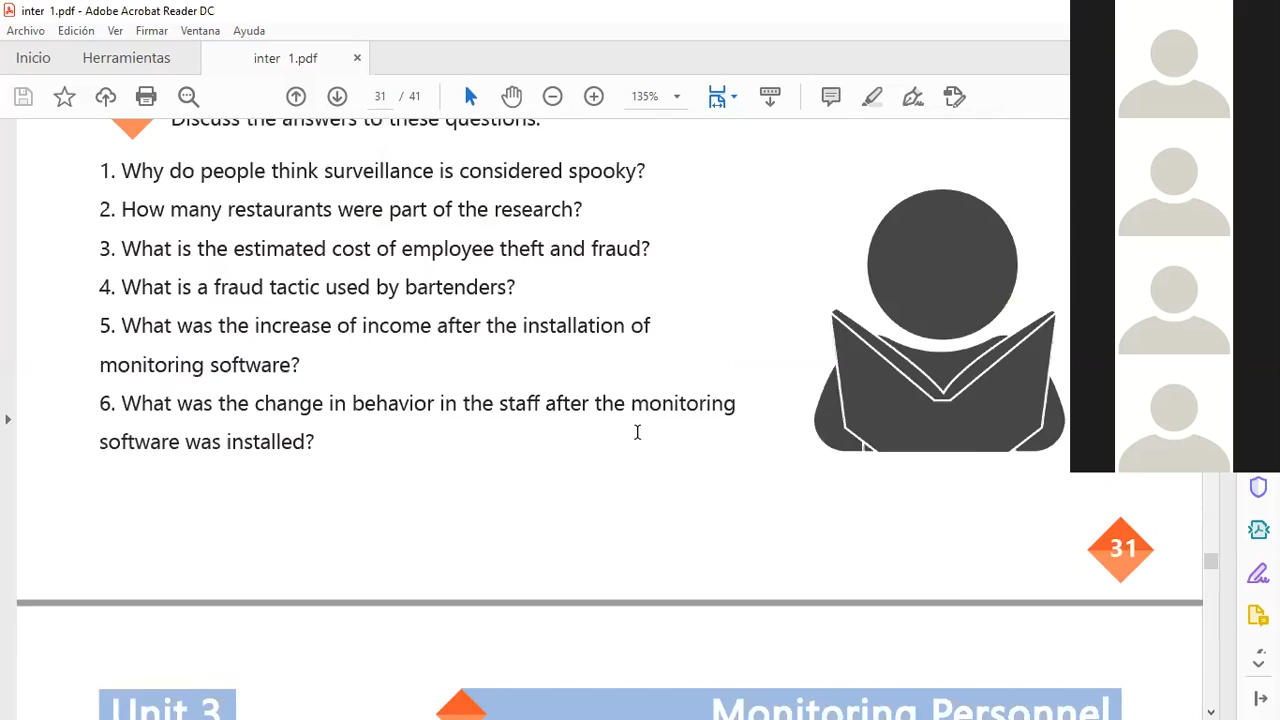 inter 1.pdf - Adobe Acrobat Reader DC
Archivo Edición Ver Firmar Ventana Ayuda
Inicio Herramientas inter 1.pdf ×
31 / 41 135%
Discuss the answers to these questions.
1. Why do people think surveillance is considered spooky?
2. How many restaurants were part of the research?
3. What is the estimated cost of employee theft and fraud?
4. What is a fraud tactic used by bartenders?
5. What was the increase of income after the installation of
monitoring software?
6. What was the change in behavior in the staff after the monitoring
software was installed?
31
Unit 3 Monitoring Personnel